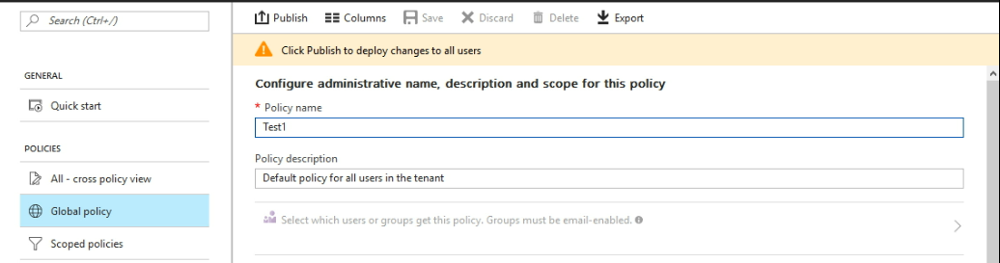 Search (Ctrl+/)
Publish Columns Save Discard Delete Export
Click Publish to deploy changes to all users
GENERAL
Quick start
POLICIES
All - cross policy view
Global policy
Scoped policies
Configure administrative name, description and scope for this policy
* Policy name
Test1
Policy description
Default policy for all users in the tenant
Select which users or groups get this policy. Groups must be email-enabled.